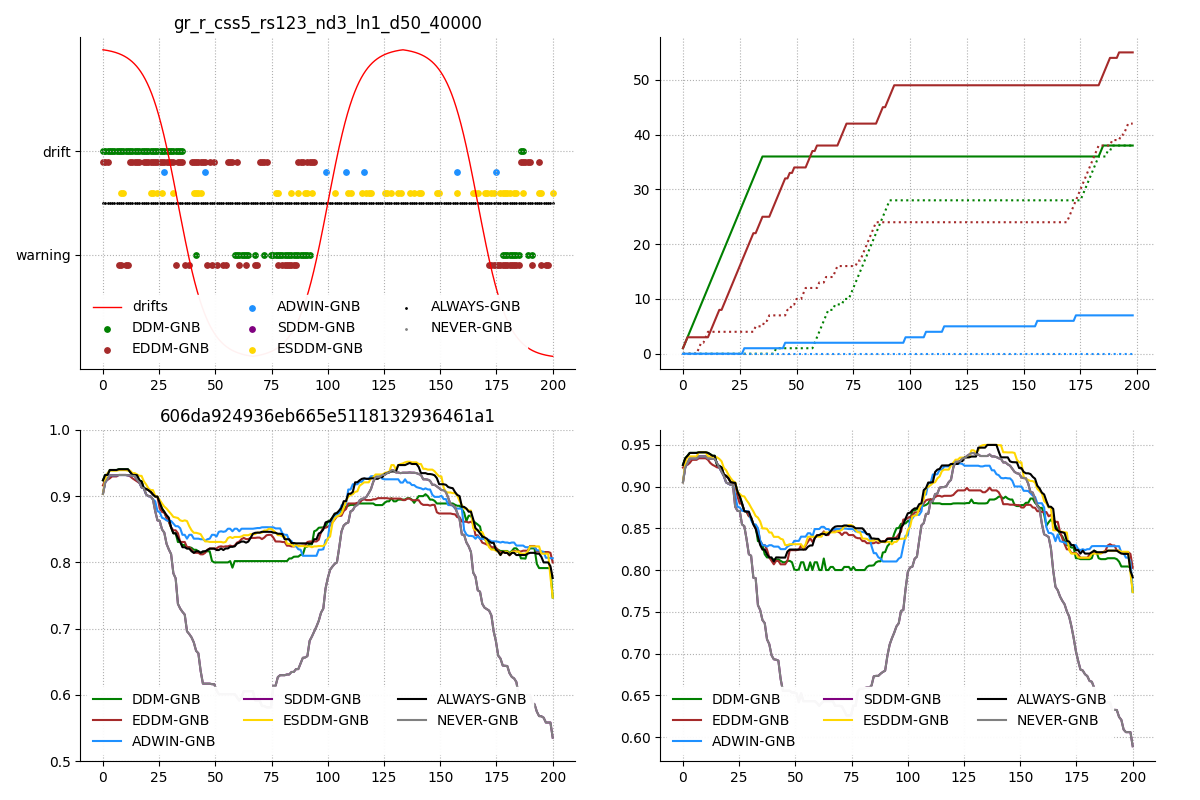 gr_r_css5_rs123_nd3_ln1_d50_40000
drift
warning
drifts
DDM-GNB
EDDM-GNB
ADWIN-GNB
SDDM-GNB
ESDDM-GNB
ALWAYS-GNB
NEVER-GNB
0 25 50 75 100 125 150 175 200
50
40
30
20
10
0
0 25 50 75 100 125 150 175 200
606da924936eb665e5118132936461a1
1.0
0.9
0.8
0.7
0.6
0.5
DDM-GNB
EDDM-GNB
ADWIN-GNB
SDDM-GNB
ESDDM-GNB
ALWAYS-GNB
NEVER-GNB
0 25 50 75 100 125 150 175 200
0.95
0.90
0.85
0.80
0.75
0.70
0.65
0.60
DDM-GNB
EDDM-GNB
ADWIN-GNB
SDDM-GNB
ESDDM-GNB
ALWAYS-GNB
NEVER-GNB
0 25 50 75 100 125 150 175 200